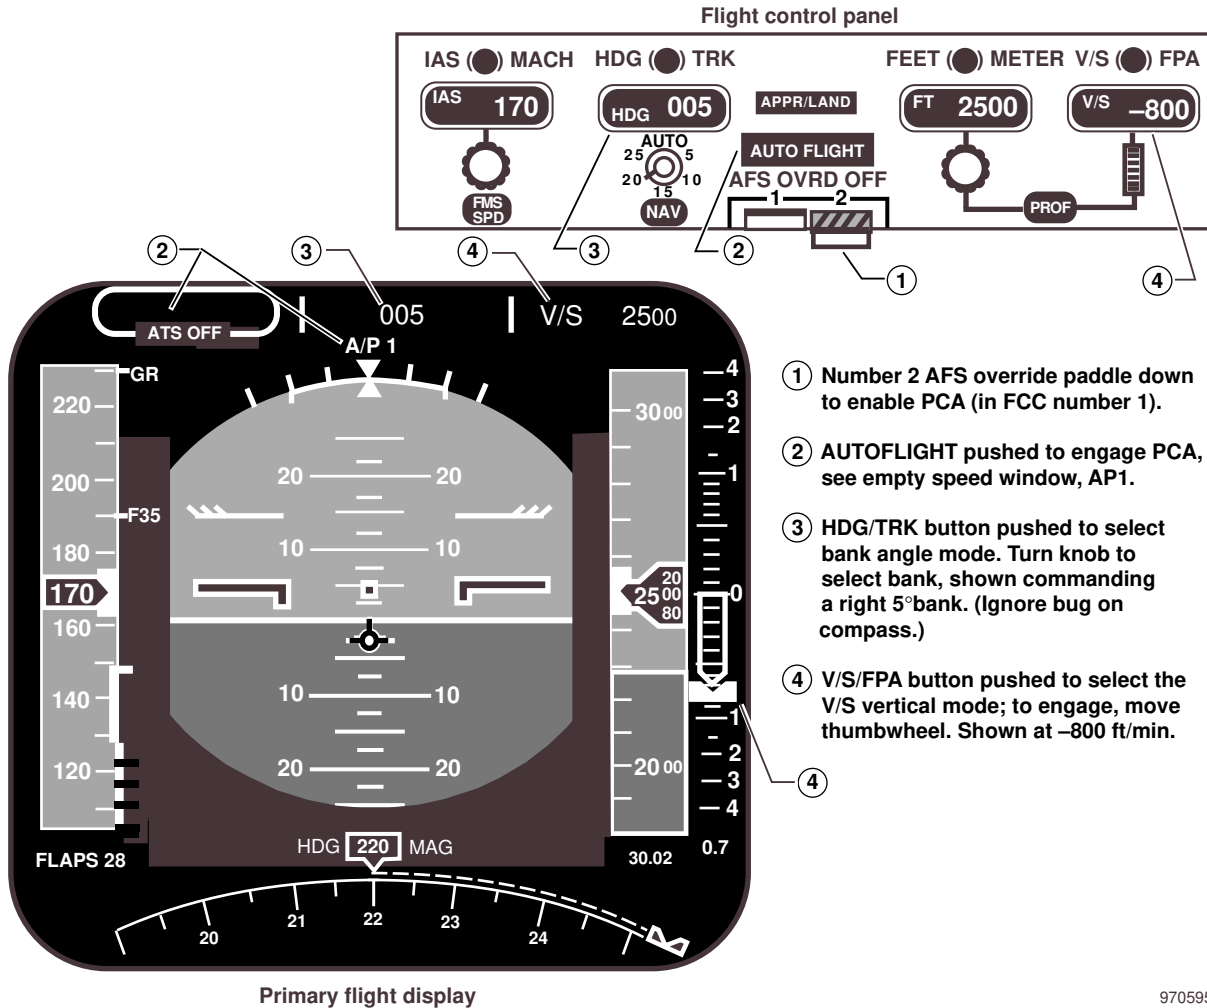 Flight control panel
IAS ( ) MACH
HDG ( ) TRK
FEET ( ) METER
V/S ( ) FPA
IAS 170
HDG 005
APPR/LAND
FT 2500
V/S –800
AUTO
25 5
20 10
15
AUTO FLIGHT
AFS OVRD OFF
1 2
FMS
SPD
NAV
PROF
2
3
4
3
2
1
4
ATS OFF
005
V/S
2500
A/P 1
GR
220
200
F35
180
170
160
140
120
FLAPS 28
20 20
10 10
10 10
20 20
3000
20
2500
80
2000
30.02
4
3
2
1
0
1
2
3
4
0.7
4
HDG 220 MAG
20
21
22
23
24
1 Number 2 AFS override paddle down
to enable PCA (in FCC number 1).
2 AUTOFLIGHT pushed to engage PCA,
see empty speed window, AP1.
3 HDG/TRK button pushed to select
bank angle mode. Turn knob to
select bank, shown commanding
a right 5°bank. (Ignore bug on
compass.)
4 V/S/FPA button pushed to select the
V/S vertical mode; to engage, move
thumbwheel. Shown at –800 ft/min.
Primary flight display
970595